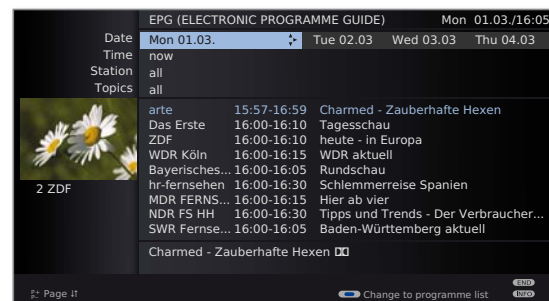 EPG (ELECTRONIC PROGRAMME GUIDE) Mon 01.03./16:05
Date Mon 01.03. Tue 02.03 Wed 03.03 Thu 04.03
Time now
Station all
Topics all
arte 15:57-16:59 Charmed - Zauberhafte Hexen
Das Erste 16:00-16:10 Tagesschau
ZDF 16:00-16:10 heute - in Europa
WDR Köln 16:00-16:15 WDR aktuell
Bayerisches... 16:00-16:05 Rundschau
hr-fernsehen 16:00-16:30 Schlemmerreise Spanien
MDR FERNS... 16:00-16:15 Hier ab vier
NDR FS HH 16:00-16:30 Tipps und Trends - Der Verbraucher...
SWR Fernse... 16:00-16:05 Baden-Württemberg aktuell
2 ZDF
Charmed - Zauberhafte Hexen
END
P+ P- Page Change to programme list INFO